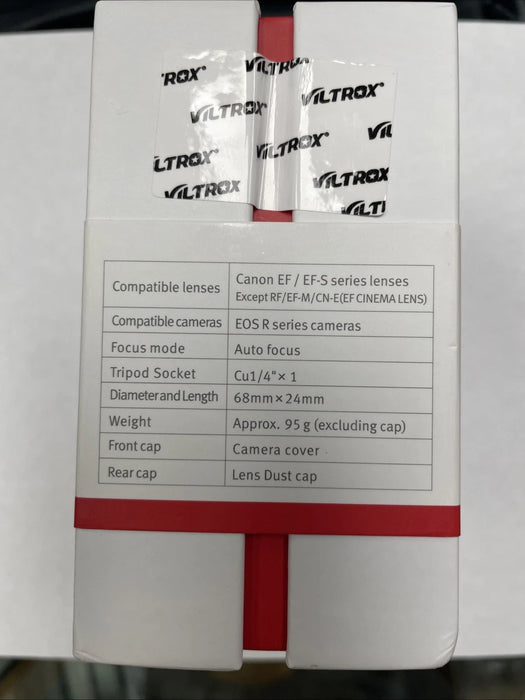 VILTROX
VILTROX
VILTROX
VILTROX
VILTROX
VILTROX
Compatible lenses Canon EF / EF-S series lenses
Except RF/EF-M/CN-E(EF CINEMA LENS)
Compatible cameras EOS R series cameras
Focus mode Auto focus
Tripod Socket Cu1/4"× 1
Diameter and Length 68mm×24mm
Weight Approx. 95 g (excluding cap)
Front cap Camera cover
Rear cap Lens Dust cap